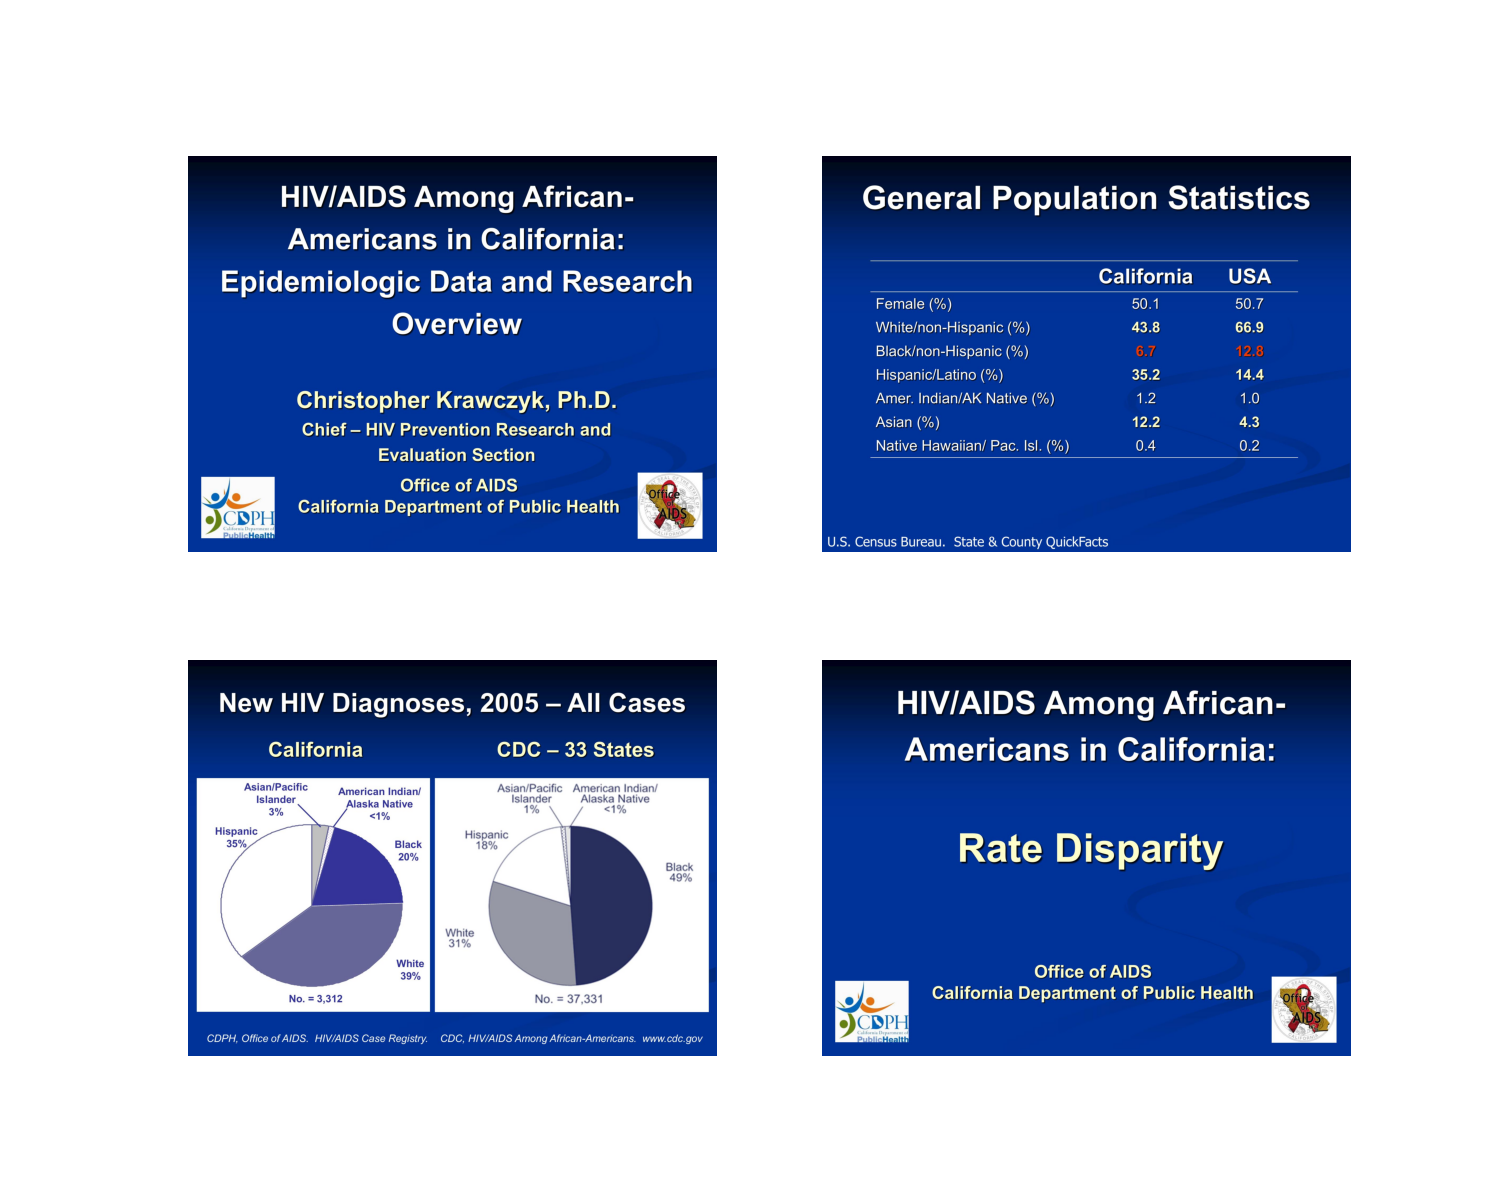 HIV/AIDS Among African-
Americans in California:
Epidemiologic Data and Research
Overview
Christopher Krawczyk, Ph.D.
Chief – HIV Prevention Research and
Evaluation Section
Office of AIDS
California Department of Public Health
CDPH
California Department of
PublicHealth
Office
of
AIDS
General Population Statistics
California USA
Female (%) 50.1 50.7
White/non-Hispanic (%) 43.8 66.9
Black/non-Hispanic (%) 6.7 12.8
Hispanic/Latino (%) 35.2 14.4
Amer. Indian/AK Native (%) 1.2 1.0
Asian (%) 12.2 4.3
Native Hawaiian/ Pac. Isl. (%) 0.4 0.2
U.S. Census Bureau. State & County QuickFacts
New HIV Diagnoses, 2005 – All Cases
California
Asian/Pacific
Islander
3%
American Indian/
Alaska Native
<1%
Hispanic
35%
Black
20%
White
39%
No. = 3,312
CDC – 33 States
Asian/Pacific
Islander
1%
American Indian/
Alaska Native
<1%
Hispanic
18%
Black
49%
White
31%
No. = 37,331
CDPH, Office of AIDS. HIV/AIDS Case Registry. CDC, HIV/AIDS Among African-Americans. www.cdc.gov
HIV/AIDS Among African-
Americans in California:
Rate Disparity
Office of AIDS
California Department of Public Health
CDPH
California Department of
PublicHealth
Office
of
AIDS